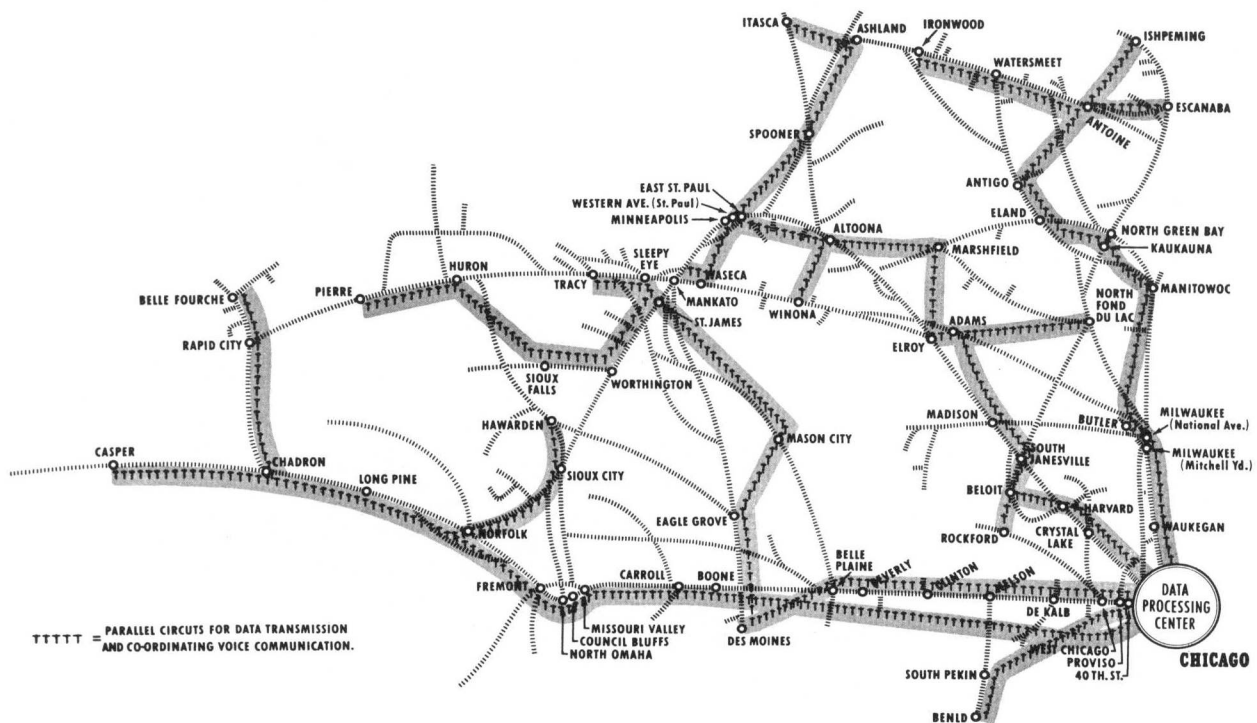 ITASCA
ASHLAND
IRONWOOD
ISHPEMING
WATERSMEET
ESCANABA
ANTOINE
SPOONER
ANTIGO
EAST ST. PAUL
WESTERN AVE. (St. Paul)
MINNEAPOLIS
ELAND
ALTOONA
NORTH GREEN BAY
KAUKAUNA
MARSHFIELD
SLEEPY
EYE
HURON
TRACY
WASECA
MANKATO
BELLE FOURCHE
PIERRE
WINONA
NORTH
FOND
DU LAC
MANITOWOC
ST. JAMES
ADAMS
RAPID CITY
ELROY
SIOUX
FALLS
WORTHINGTON
MADISON
BUTLER
MILWAUKEE
(National Ave.)
HAWARDEN
MASON CITY
SOUTH
JANESVILLE
MILWAUKEE
(Mitchell Yd.)
CASPER
CHADRON
LONG PINE
SIOUX CITY
BELOIT
HARVARD
EAGLE GROVE
NORFOLK
ROCKFORD
CRYSTAL
LAKE
WAUKEGAN
BELLE
PLAINE
BEVERLY
CLINTON
NELSON
FREMONT
CARROLL
BOONE
DE KALB
DATA
PROCESSING
CENTER
MISSOURI VALLEY
COUNCIL BLUFFS
NORTH OMAHA
DES MOINES
WEST CHICAGO
PROVISO
40 TH. ST.
CHICAGO
SOUTH PEKIN
BENLD
TTTTT = PARALLEL CIRCUTS FOR DATA TRANSMISSION
AND CO-ORDINATING VOICE COMMUNICATION.